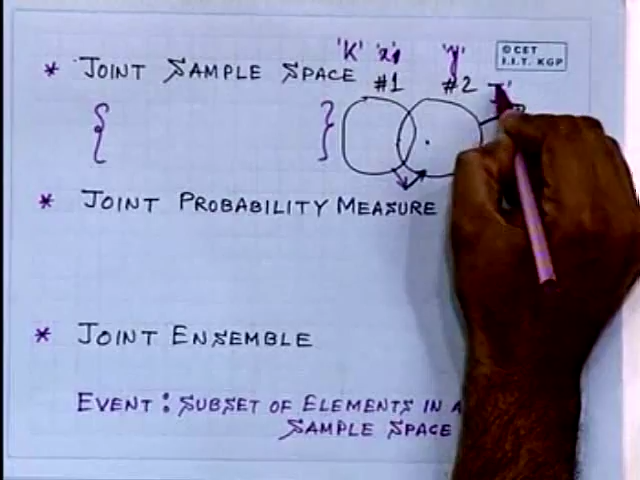 'K' 'x' 'y'
© CET
I.I.T. KGP
* JOINT SAMPLE SPACE #1 #2
{ }
* JOINT PROBABILITY MEASURE
* JOINT ENSEMBLE
EVENT: SUBSET OF ELEMENTS IN A
SAMPLE SPACE